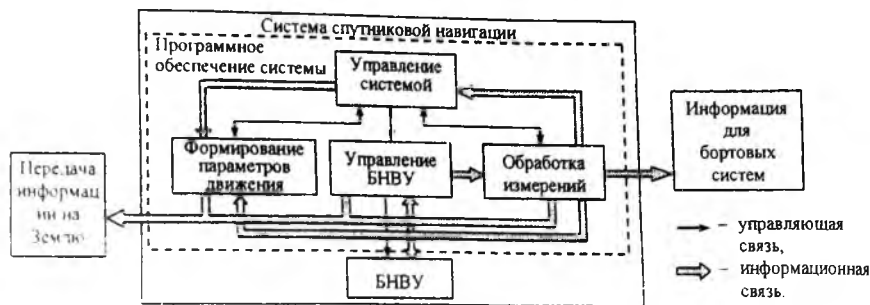 Система спутниковой навигации
Программное
обеспечение системы
Управление
системой
Формирование
параметров
движения
Управление
БНВУ
Обработка
измерений
Информация
для
бортовых
систем
Передача
информац
ии на
Землю
БНВУ
– управляющая
связь,
– информационная
связь.